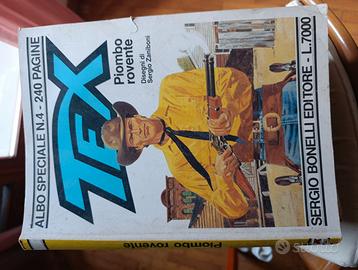 ALBO SPECIALE N.4 - 240 PAGINE
TEX
Piombo
rovente
Disegni di
Sergio Zaniboni
SERGIO BONELLI EDITORE - L.7000
Piombo rovente